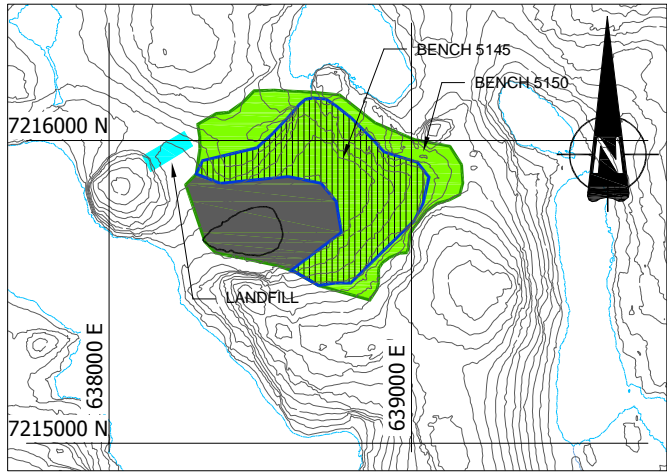 BENCH 5145
BENCH 5150
7216000 N
N
LANDFILL
638000 E
639000 E
7215000 N